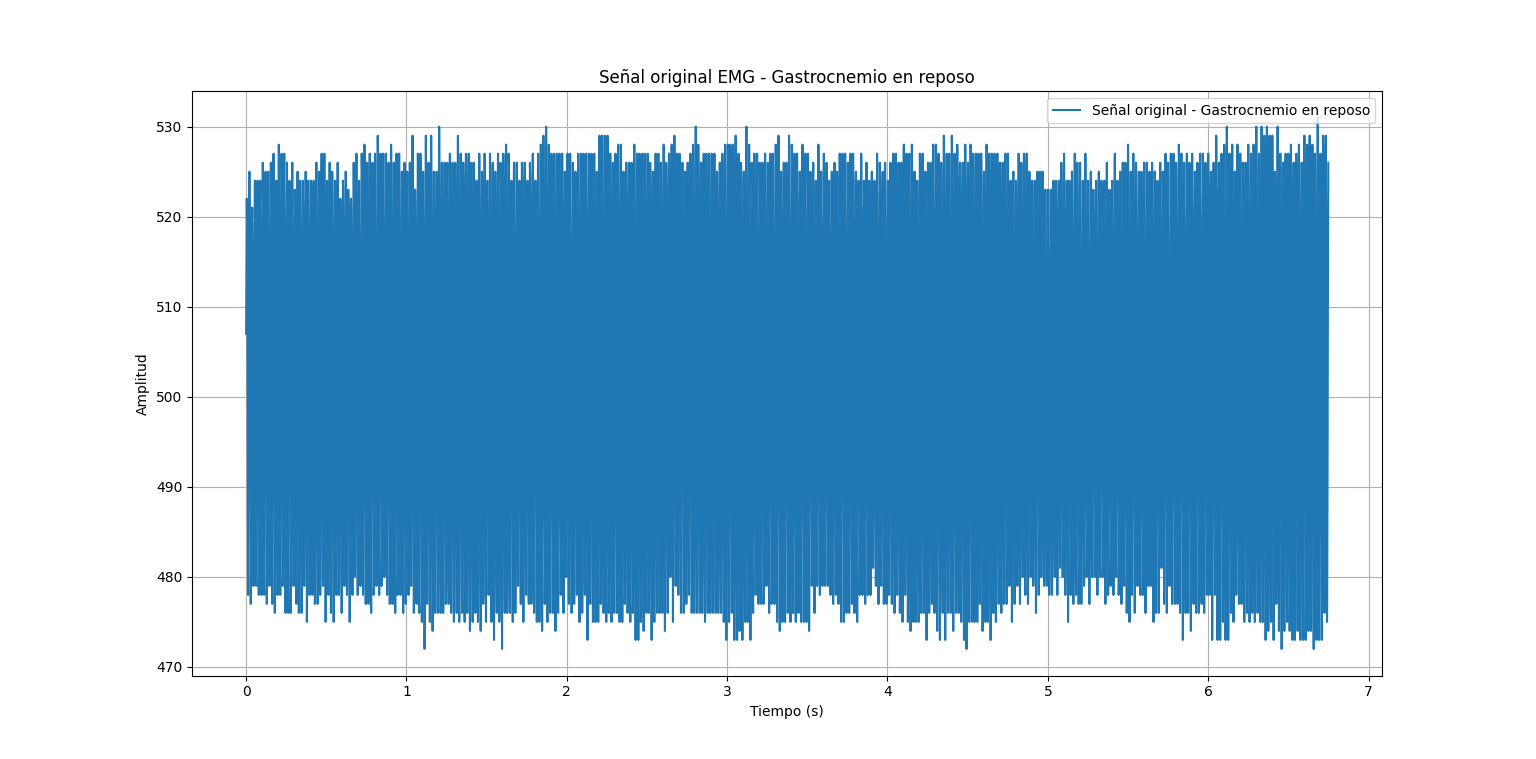 Señal original EMG - Gastrocnemio en reposo
Señal original - Gastrocnemio en reposo
530
520
510
500
490
480
470
Amplitud
0 1 2 3 4 5 6 7
Tiempo (s)